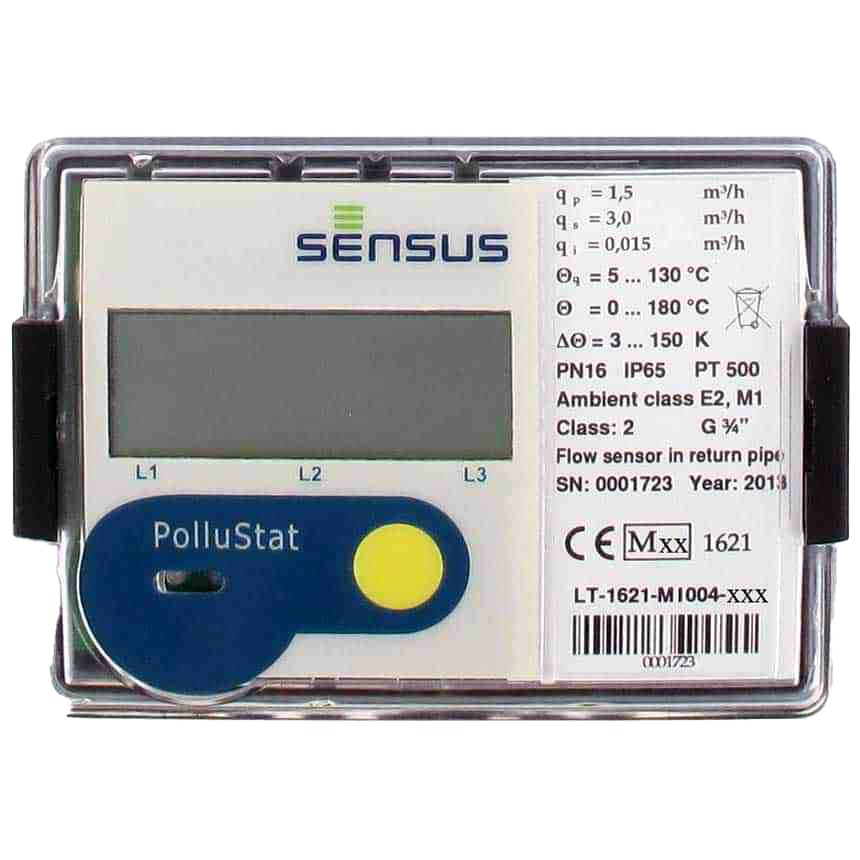 SENSUS
L1 L2 L3
PolluStat
q p = 1,5 m³/h
q s = 3,0 m³/h
q i = 0,015 m³/h
Θq = 5 ... 130 °C
Θ = 0 ... 180 °C
ΔΘ = 3 ... 150 K
PN16 IP65 PT 500
Ambient class E2, M1
Class: 2 G ¾”
Flow sensor in return pipe
SN: 0001723 Year: 2013
CE Mxx 1621
LT-1621-MI004-xxx
0001723